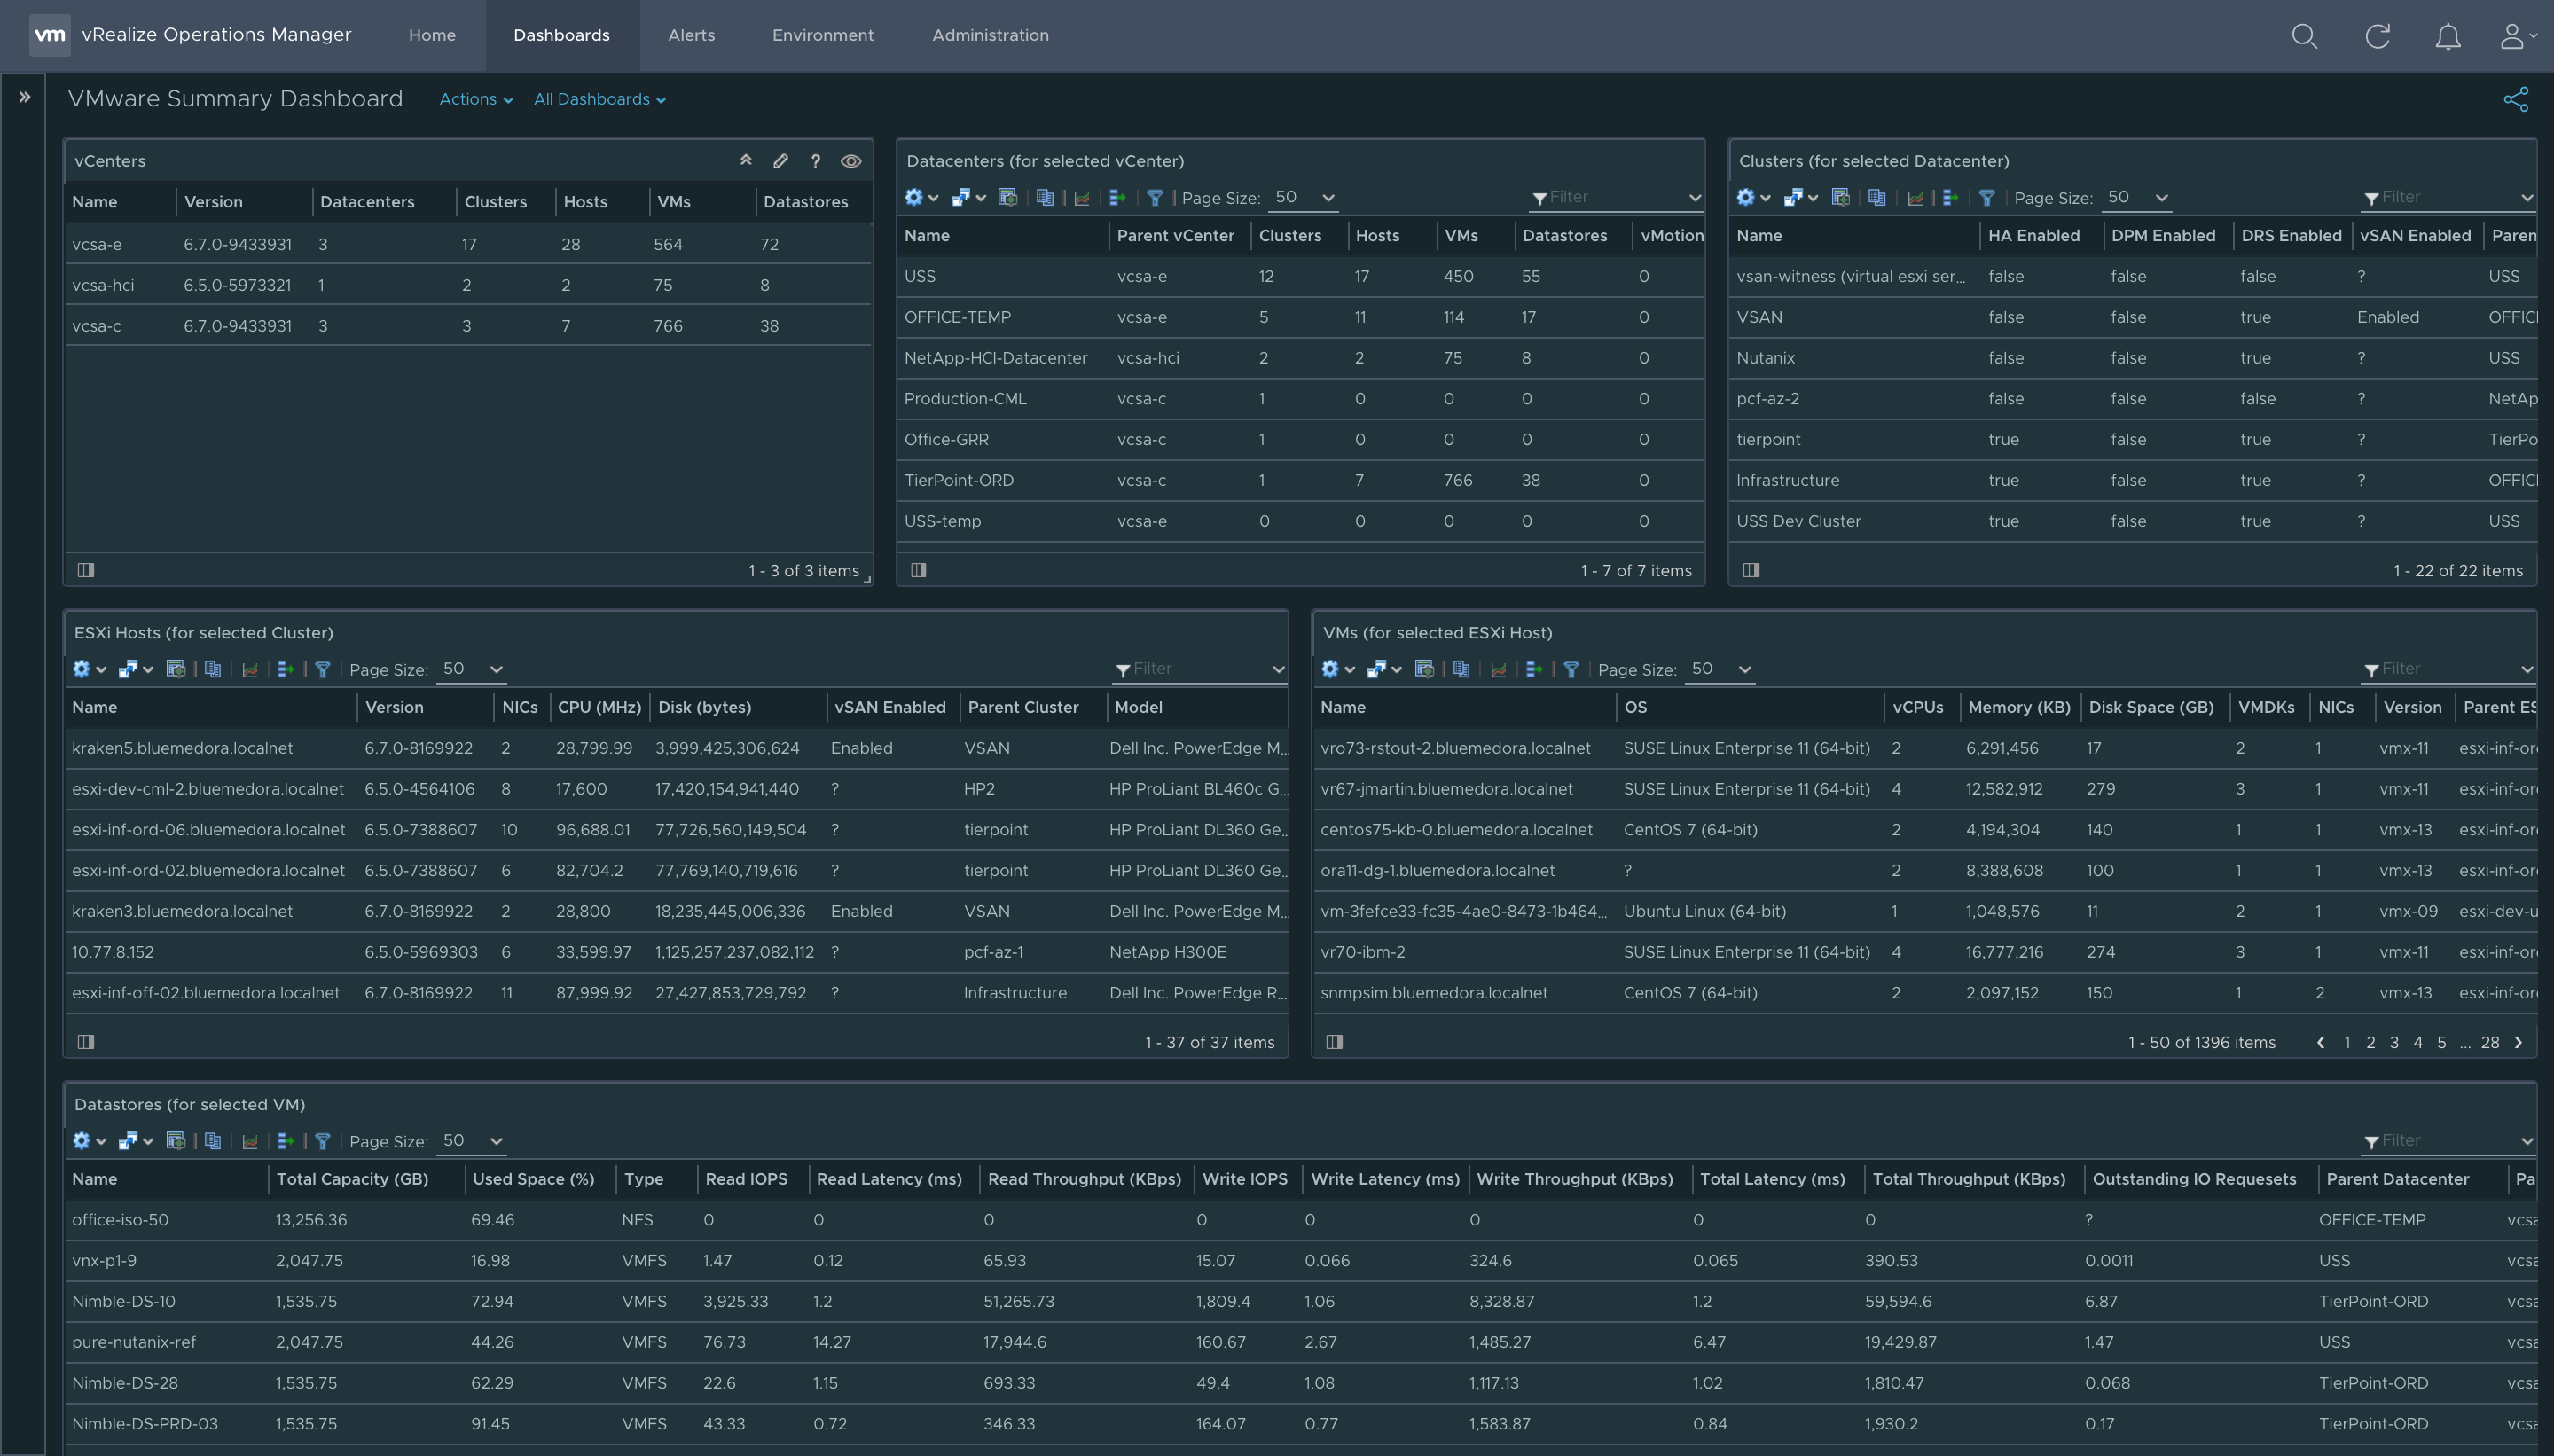 vm vRealize Operations Manager Home Dashboards Alerts Environment Administration
VMware Summary Dashboard Actions All Dashboards
vCenters
Name Version Datacenters Clusters Hosts VMs Datastores
vcsa-e 6.7.0-9433931 3 17 28 564 72
vcsa-hci 6.5.0-5973321 1 2 2 75 8
vcsa-c 6.7.0-9433931 3 3 7 766 38
1 - 3 of 3 items
Datacenters (for selected vCenter)
Page Size: 50 Filter
Name Parent vCenter Clusters Hosts VMs Datastores vMotion
USS vcsa-e 12 17 450 55 0
OFFICE-TEMP vcsa-e 5 11 114 17 0
NetApp-HCI-Datacenter vcsa-hci 2 2 75 8 0
Production-CML vcsa-c 1 0 0 0 0
Office-GRR vcsa-c 1 0 0 0 0
TierPoint-ORD vcsa-c 1 7 766 38 0
USS-temp vcsa-e 0 0 0 0 0
1 - 7 of 7 items
Clusters (for selected Datacenter)
Page Size: 50 Filter
Name HA Enabled DPM Enabled DRS Enabled vSAN Enabled Paren
vsan-witness (virtual esxi ser... false false false ? USS
VSAN false false true Enabled OFFICI
Nutanix false false true ? USS
pcf-az-2 false false false ? NetAp
tierpoint true false true ? TierPo
Infrastructure true false true ? OFFICI
USS Dev Cluster true false true ? USS
1 - 22 of 22 items
ESXi Hosts (for selected Cluster)
Page Size: 50 Filter
Name Version NICs CPU (MHz) Disk (bytes) vSAN Enabled Parent Cluster Model
kraken5.bluemedora.localnet 6.7.0-8169922 2 28,799.99 3,999,425,306,624 Enabled VSAN Dell Inc. PowerEdge M...
esxi-dev-cml-2.bluemedora.localnet 6.5.0-4564106 8 17,600 17,420,154,941,440 ? HP2 HP ProLiant BL460c G...
esxi-inf-ord-06.bluemedora.localnet 6.5.0-7388607 10 96,688.01 77,726,560,149,504 ? tierpoint HP ProLiant DL360 Ge...
esxi-inf-ord-02.bluemedora.localnet 6.5.0-7388607 6 82,704.2 77,769,140,719,616 ? tierpoint HP ProLiant DL360 Ge...
kraken3.bluemedora.localnet 6.7.0-8169922 2 28,800 18,235,445,006,336 Enabled VSAN Dell Inc. PowerEdge M...
10.77.8.152 6.5.0-5969303 6 33,599.97 1,125,257,237,082,112 ? pcf-az-1 NetApp H300E
esxi-inf-off-02.bluemedora.localnet 6.7.0-8169922 11 87,999.92 27,427,853,729,792 ? Infrastructure Dell Inc. PowerEdge R...
1 - 37 of 37 items
VMs (for selected ESXi Host)
Page Size: 50 Filter
Name OS vCPUs Memory (KB) Disk Space (GB) VMDKs NICs Version Parent ES
vro73-rstout-2.bluemedora.localnet SUSE Linux Enterprise 11 (64-bit) 2 6,291,456 17 2 1 vmx-11 esxi-inf-or
vr67-jmartin.bluemedora.localnet SUSE Linux Enterprise 11 (64-bit) 4 12,582,912 279 3 1 vmx-11 esxi-inf-or
centos75-kb-0.bluemedora.localnet CentOS 7 (64-bit) 2 4,194,304 140 1 1 vmx-13 esxi-inf-or
ora11-dg-1.bluemedora.localnet ? 2 8,388,608 100 1 1 vmx-13 esxi-inf-or
vm-3fefce33-fc35-4ae0-8473-1b464... Ubuntu Linux (64-bit) 1 1,048,576 11 2 1 vmx-09 esxi-dev-u
vr70-ibm-2 SUSE Linux Enterprise 11 (64-bit) 4 16,777,216 274 3 1 vmx-11 esxi-inf-or
snmpsim.bluemedora.localnet CentOS 7 (64-bit) 2 2,097,152 150 1 2 vmx-13 esxi-inf-or
1 - 50 of 1396 items 1 2 3 4 5 ... 28
Datastores (for selected VM)
Page Size: 50 Filter
Name Total Capacity (GB) Used Space (%) Type Read IOPS Read Latency (ms) Read Throughput (KBps) Write IOPS Write Latency (ms) Write Throughput (KBps) Total Latency (ms) Total Throughput (KBps) Outstanding IO Requesets Parent Datacenter Pa
office-iso-50 13,256.36 69.46 NFS 0 0 0 0 0 0 0 0 ? OFFICE-TEMP vcsa
vnx-p1-9 2,047.75 16.98 VMFS 1.47 0.12 65.93 15.07 0.066 324.6 0.065 390.53 0.0011 USS vcsa
Nimble-DS-10 1,535.75 72.94 VMFS 3,925.33 1.2 51,265.73 1,809.4 1.06 8,328.87 1.2 59,594.6 6.87 TierPoint-ORD vcsa
pure-nutanix-ref 2,047.75 44.26 VMFS 76.73 14.27 17,944.6 160.67 2.67 1,485.27 6.47 19,429.87 1.47 USS vcsa
Nimble-DS-28 1,535.75 62.29 VMFS 22.6 1.15 693.33 49.4 1.08 1,117.13 1.02 1,810.47 0.068 TierPoint-ORD vcsa
Nimble-DS-PRD-03 1,535.75 91.45 VMFS 43.33 0.72 346.33 164.07 0.77 1,583.87 0.84 1,930.2 0.17 TierPoint-ORD vcsa